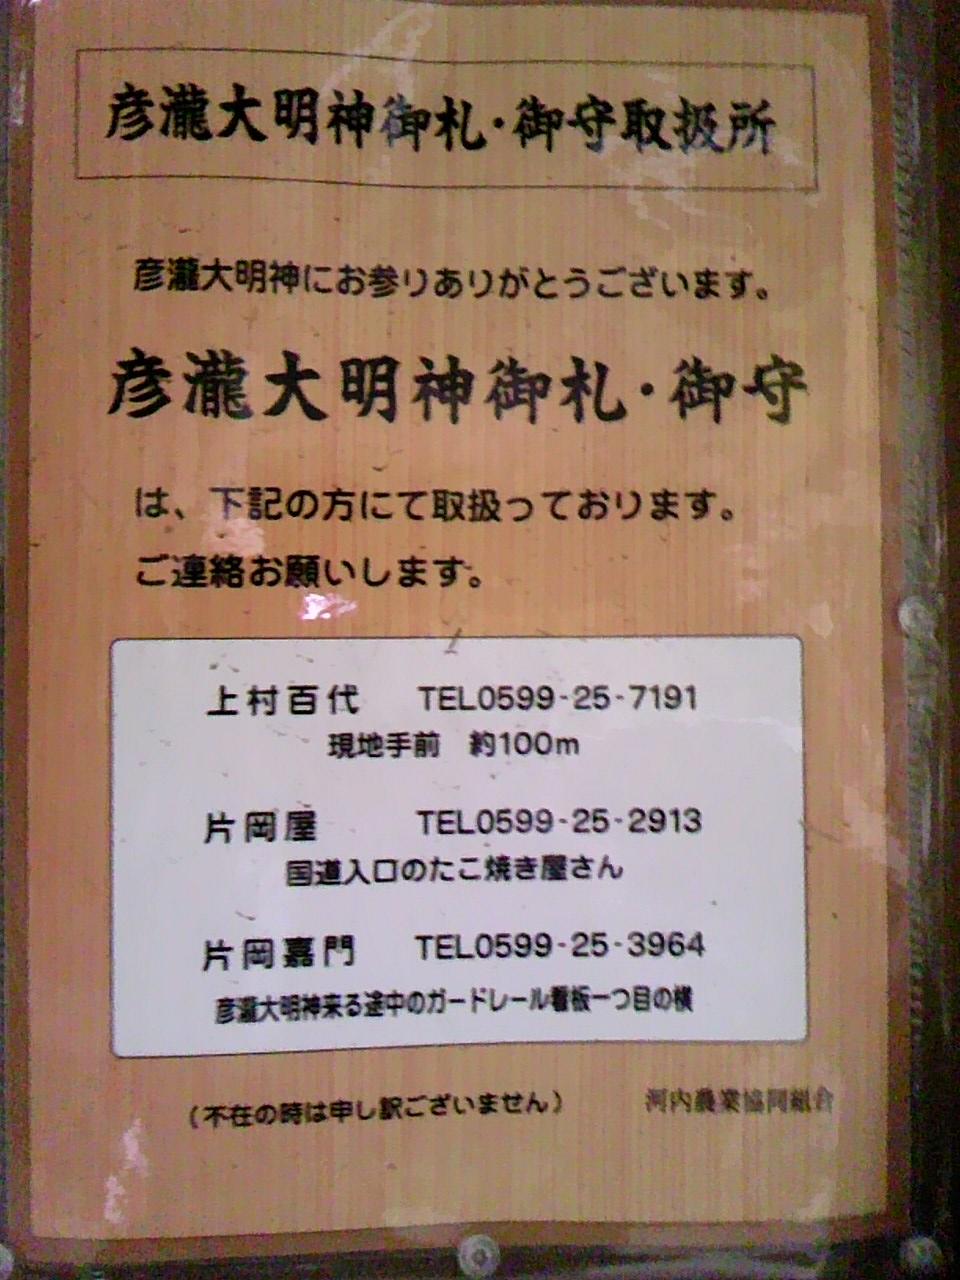 彦瀧大明神御札・御守取扱所
彦瀧大明神にお参りありがとうございます。
彦瀧大明神御札・御守
は、下記の方にて取扱っております。
ご連絡お願いします。
上村百代 TEL0599-25-7191
現地手前 約100m
片岡屋 TEL0599-25-2913
国道入口のたこ焼き屋さん
片岡嘉門 TEL0599-25-3964
彦瀧大明神来る途中のガードレール看板一つ目の横
（不在の時は申し訳ございません） 河内農業協同組合